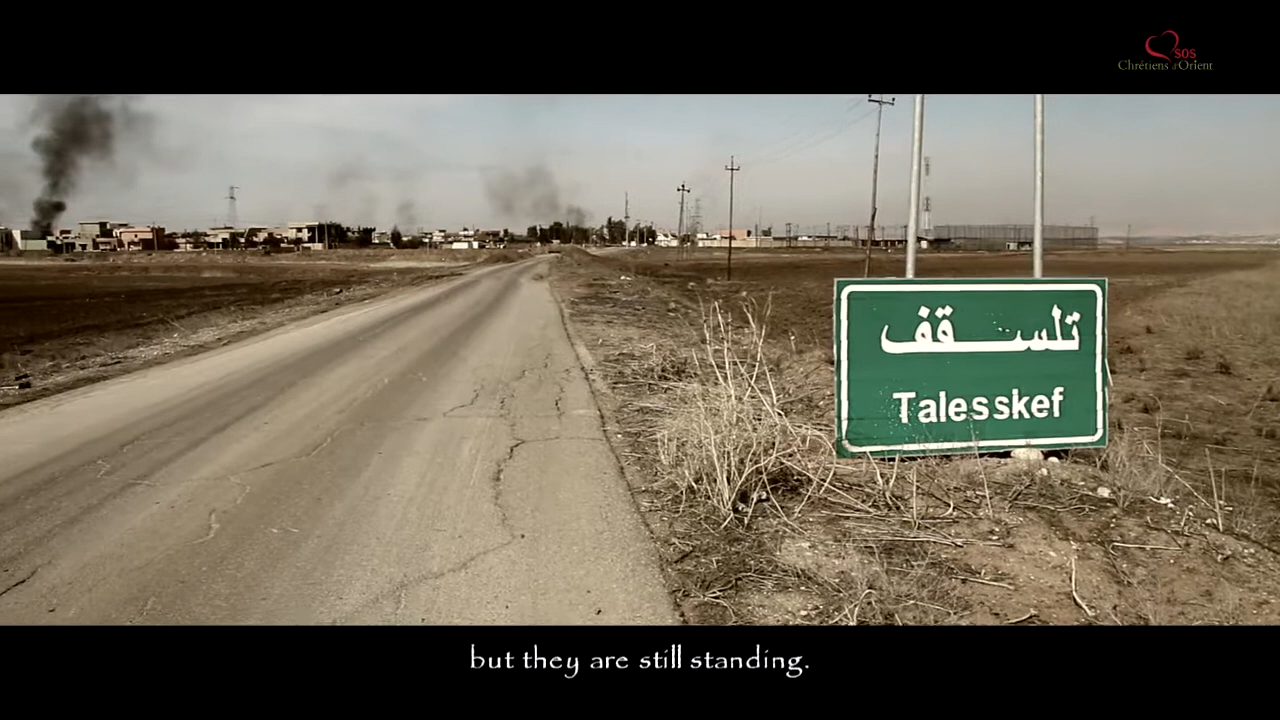 SOS
Chrétiens d'Orient
تلسقف
Talesskef
but they are still standing.